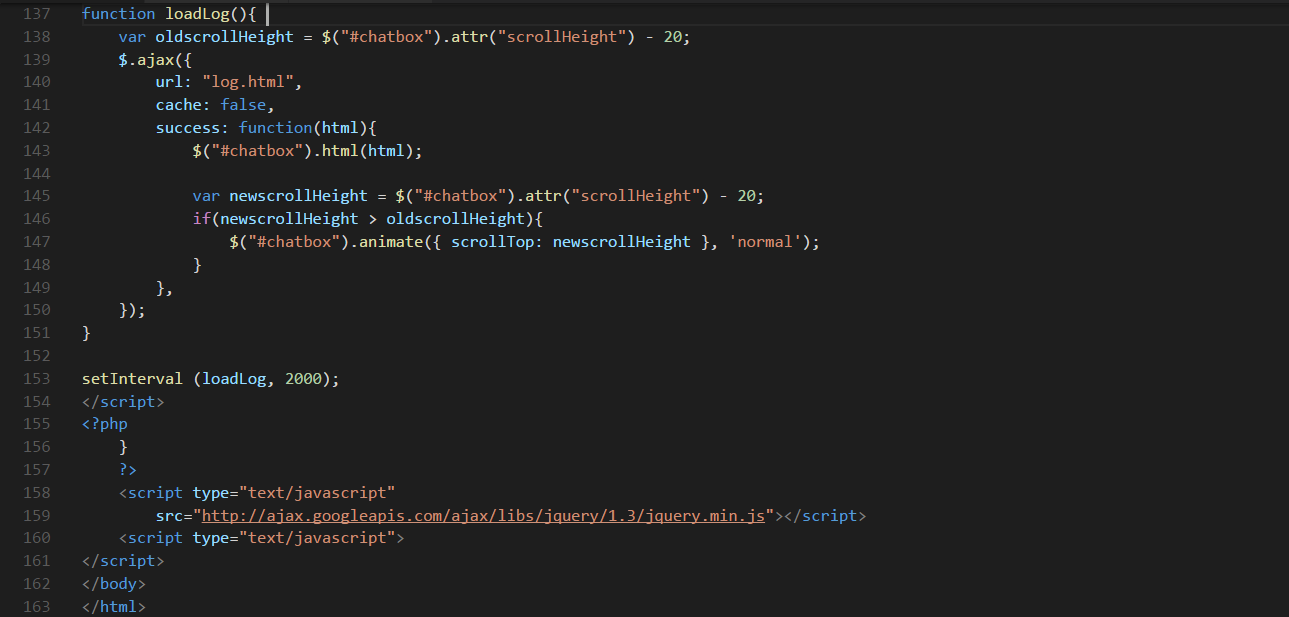 137 function loadLog(){
138     var oldscrollHeight = $("#chatbox").attr("scrollHeight") - 20;
139     $.ajax({
140         url: "log.html",
141         cache: false,
142         success: function(html){
143             $("#chatbox").html(html);
144
145             var newscrollHeight = $("#chatbox").attr("scrollHeight") - 20;
146             if(newscrollHeight > oldscrollHeight){
147                 $("#chatbox").animate({ scrollTop: newscrollHeight }, 'normal');
148             }
149         },
150     });
151 }
152
153 setInterval (loadLog, 2000);
154 </script>
155 <?php
156     }
157     ?>
158     <script type="text/javascript"
159         src="http://ajax.googleapis.com/ajax/libs/jquery/1.3/jquery.min.js"></script>
160     <script type="text/javascript">
161 </script>
162 </body>
163 </html>